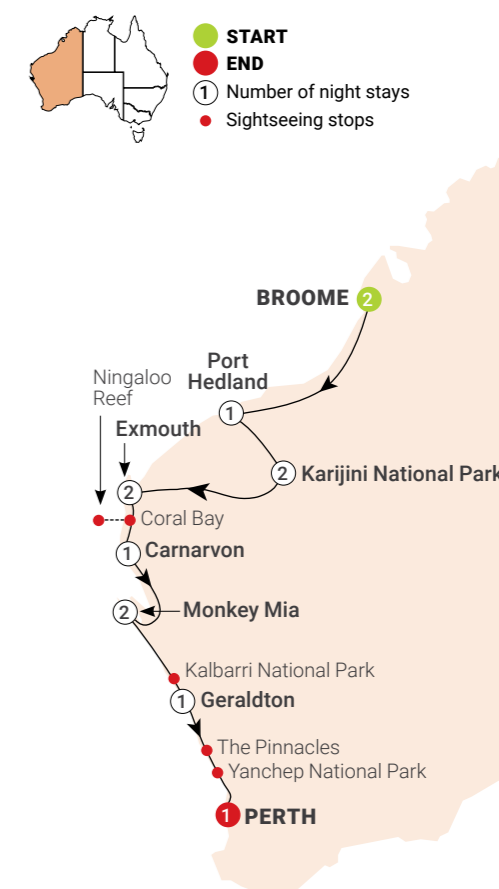 START
END
1 Number of night stays
Sightseeing stops
BROOME 2
Port
Hedland
1
Ningaloo
Reef
Exmouth
2 Karijini National Park
2
Coral Bay
1 Carnarvon
2 Monkey Mia
Kalbarri National Park
1 Geraldton
The Pinnacles
Yanchep National Park
1 PERTH